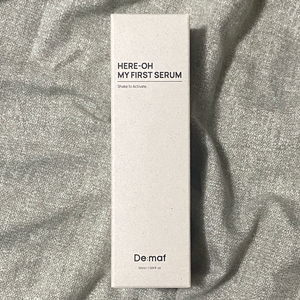 HERE-OH
MY FIRST SERUM
Shake to Activate
De:maf